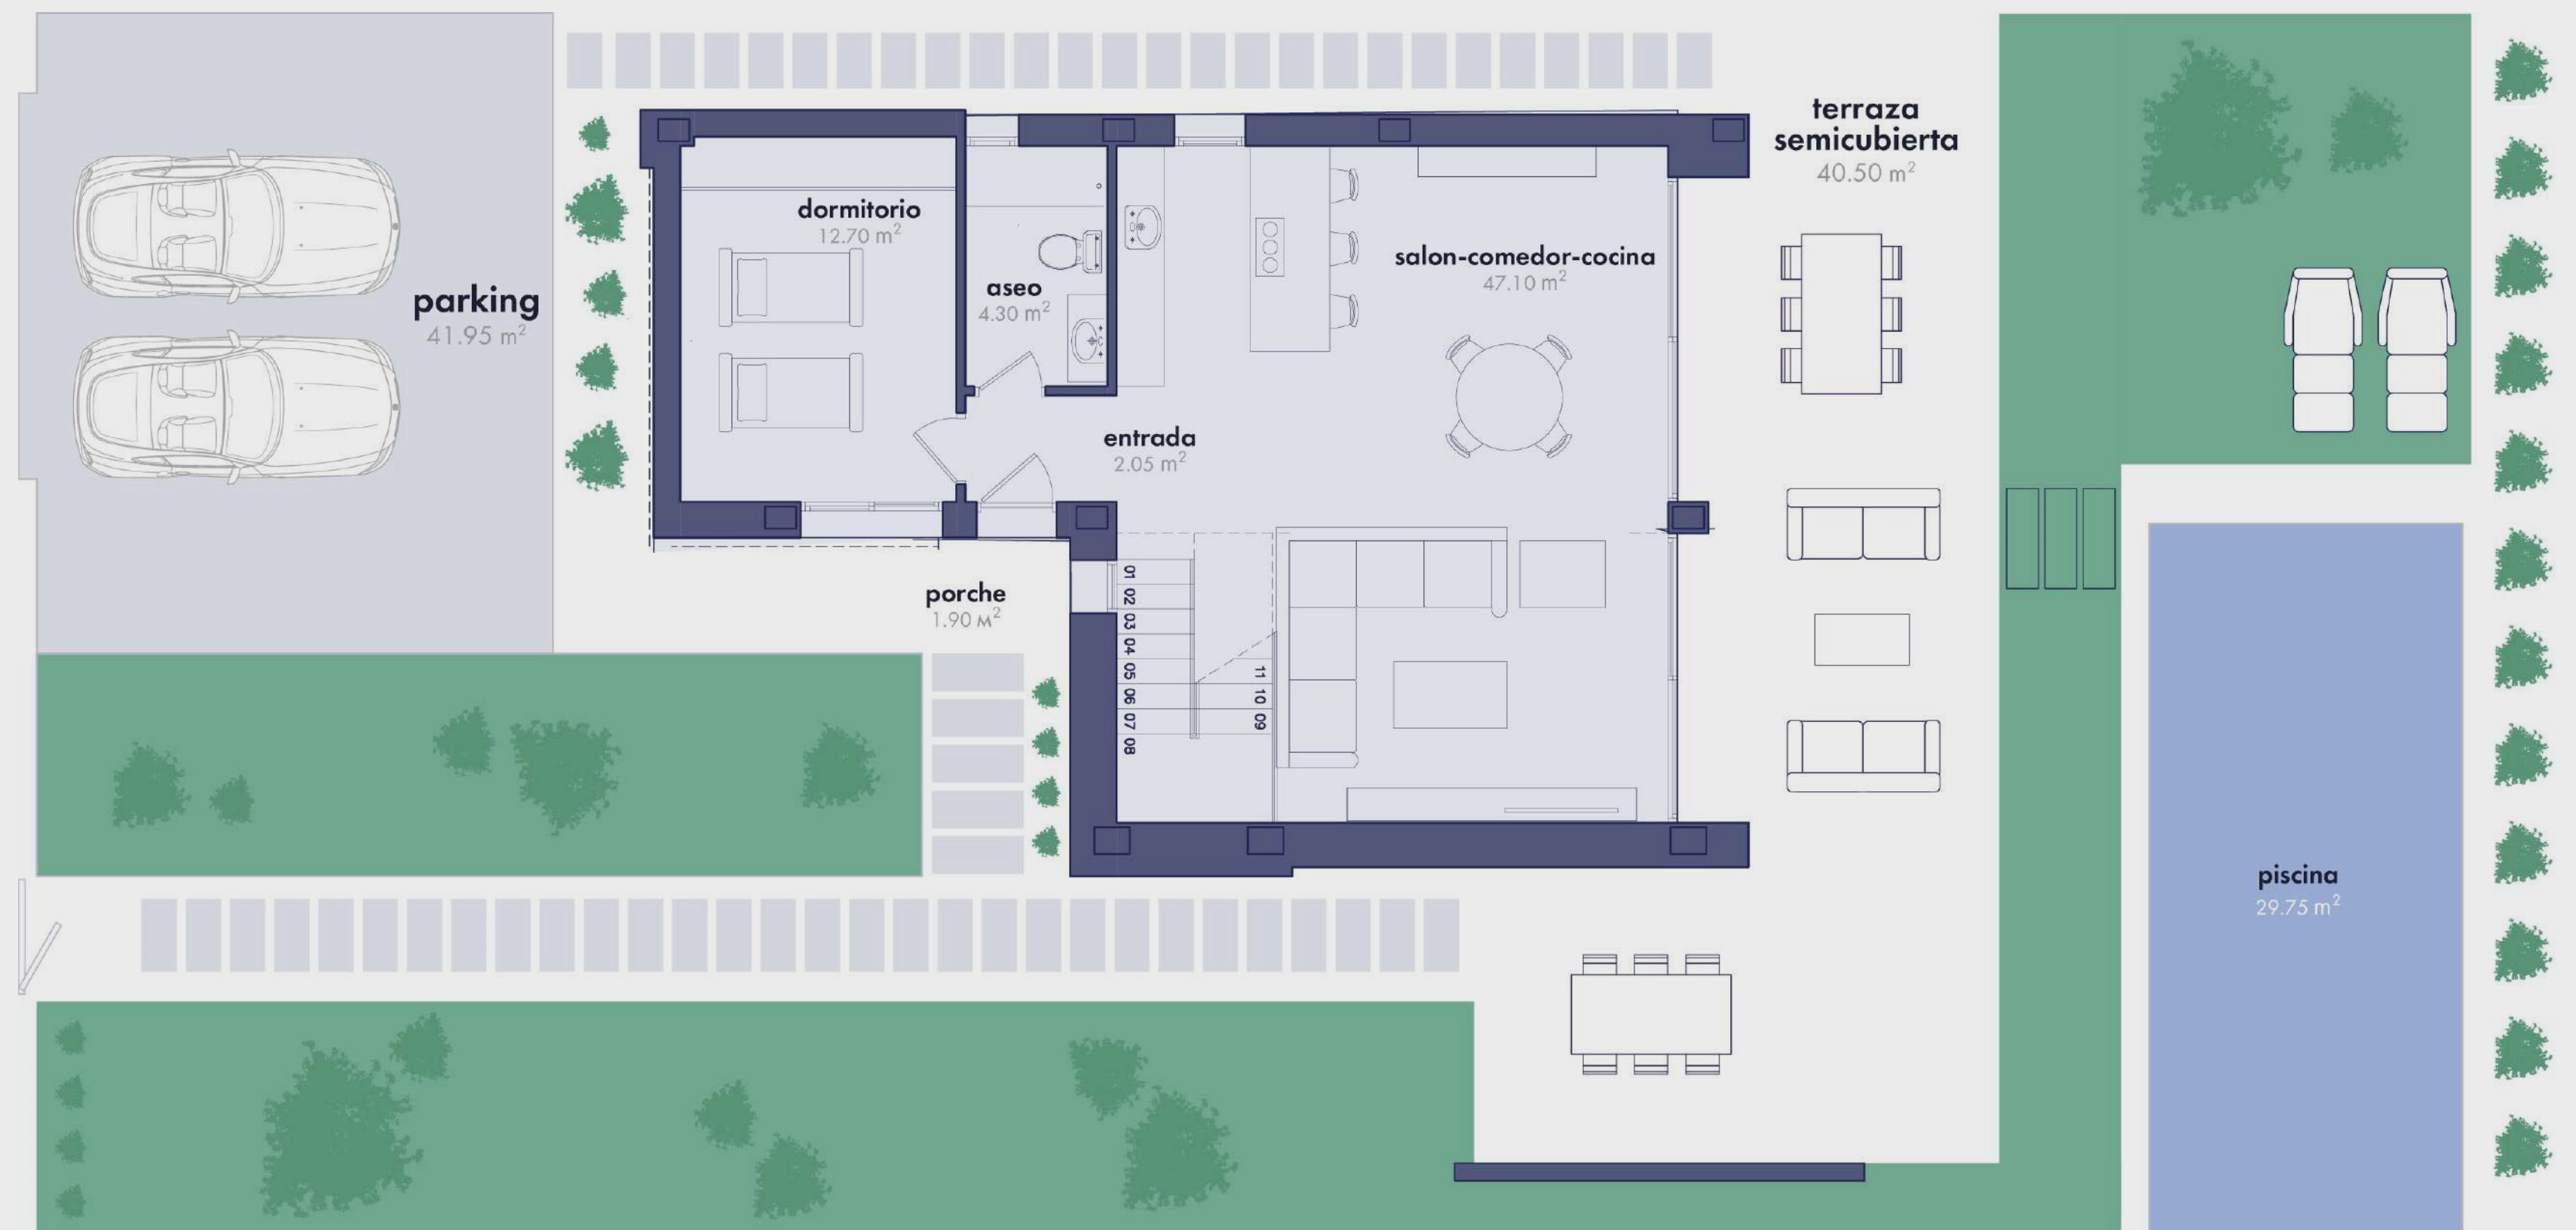 terraza
semicubierta
40.50 m²
dormitorio
12.70 m²
salon-comedor-cocina
47.10 m²
aseo
4.30 m²
parking
41.95 m²
entrada
2.05 m²
porche
1.90 м²
01
02
03
04
05
06
07
08
11
10
09
piscina
29.75 m²